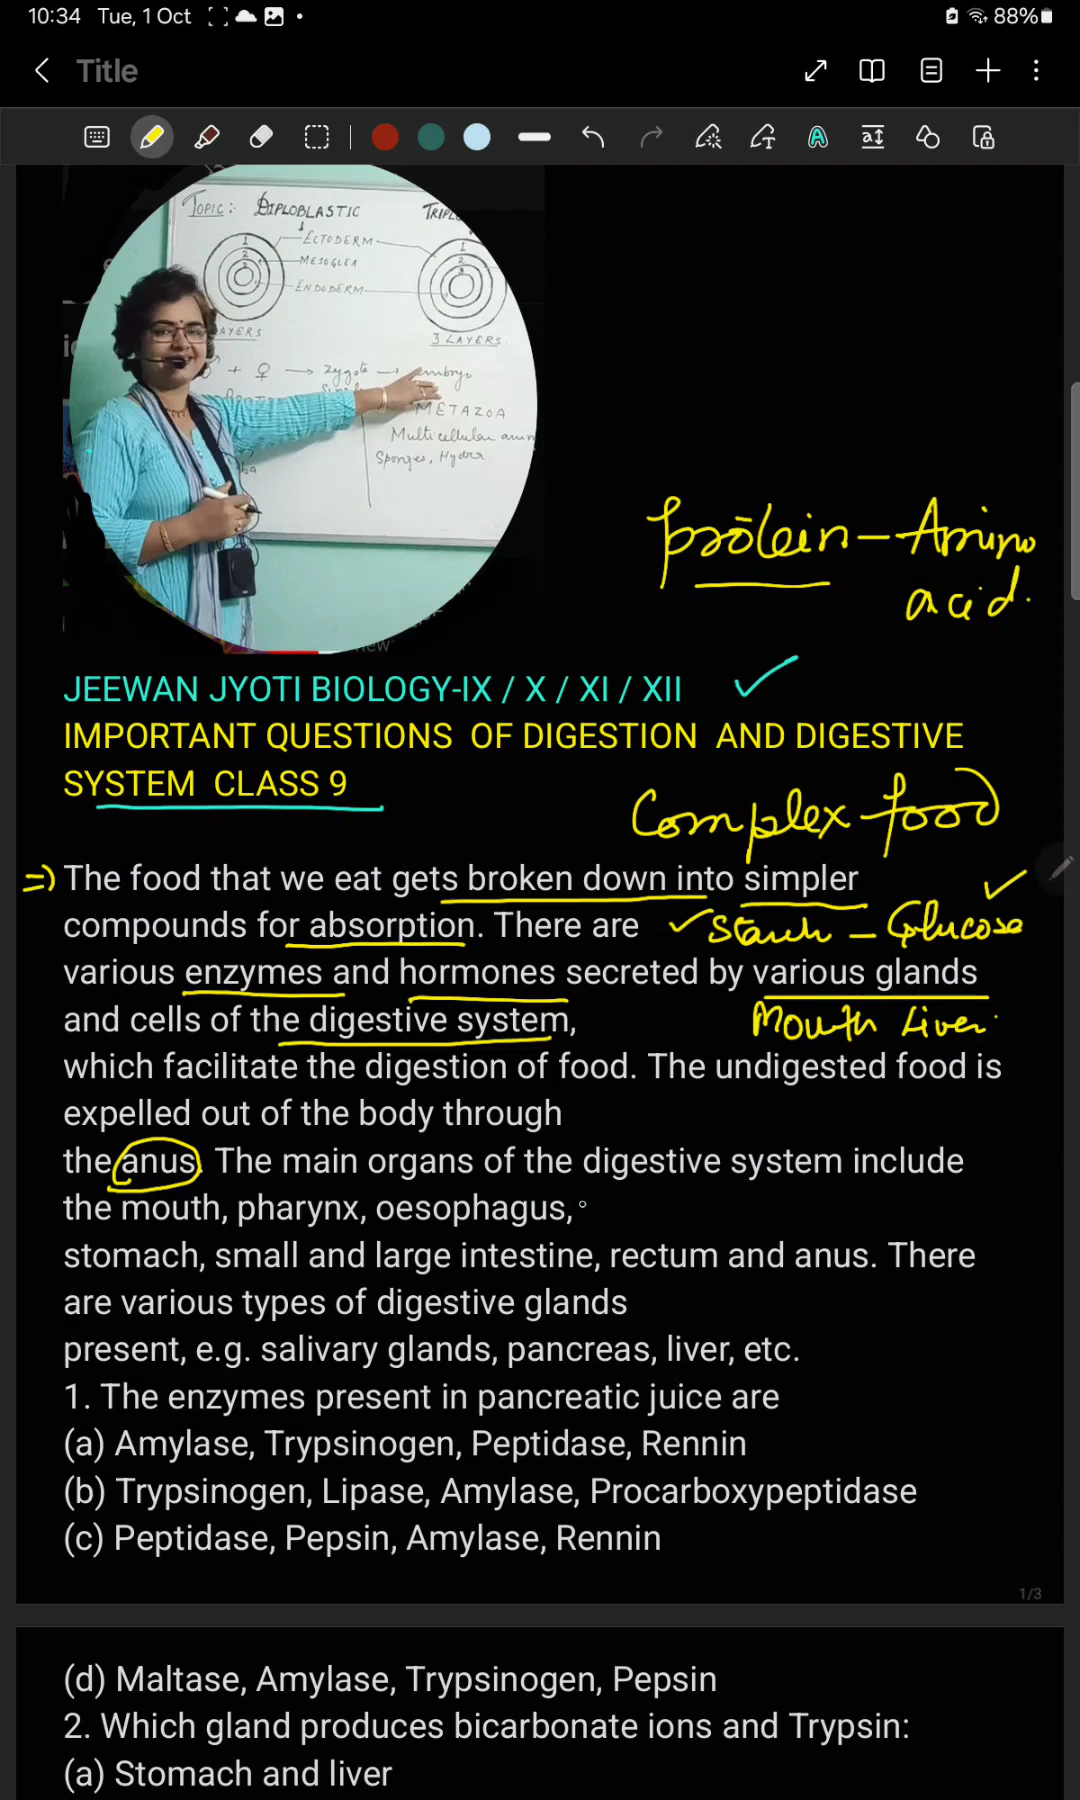 10:34 Tue, 1 Oct
88%
Title
TOPIC:- DIPLOBLASTIC
ECTODERM
MESOGLEA
ENDODERM
1
2
1
2
3
AYERS
3 LAYERS
+ ♀ → zygote → embryo
METAZOA
Multicellular
Sponges, Hydra
Protein - Amino
acid.
JEEWAN JYOTI BIOLOGY-IX / X / XI / XII
IMPORTANT QUESTIONS OF DIGESTION AND DIGESTIVE
SYSTEM CLASS 9
Complex food
=) The food that we eat gets broken down into simpler
compounds for absorption. There are
Starch - Glucose
various enzymes and hormones secreted by various glands
and cells of the digestive system,
Mouth Liver
which facilitate the digestion of food. The undigested food is
expelled out of the body through
the anus. The main organs of the digestive system include
the mouth, pharynx, oesophagus,
stomach, small and large intestine, rectum and anus. There
are various types of digestive glands
present, e.g. salivary glands, pancreas, liver, etc.
1. The enzymes present in pancreatic juice are
(a) Amylase, Trypsinogen, Peptidase, Rennin
(b) Trypsinogen, Lipase, Amylase, Procarboxypeptidase
(c) Peptidase, Pepsin, Amylase, Rennin
1/3
(d) Maltase, Amylase, Trypsinogen, Pepsin
2. Which gland produces bicarbonate ions and Trypsin:
(a) Stomach and liver